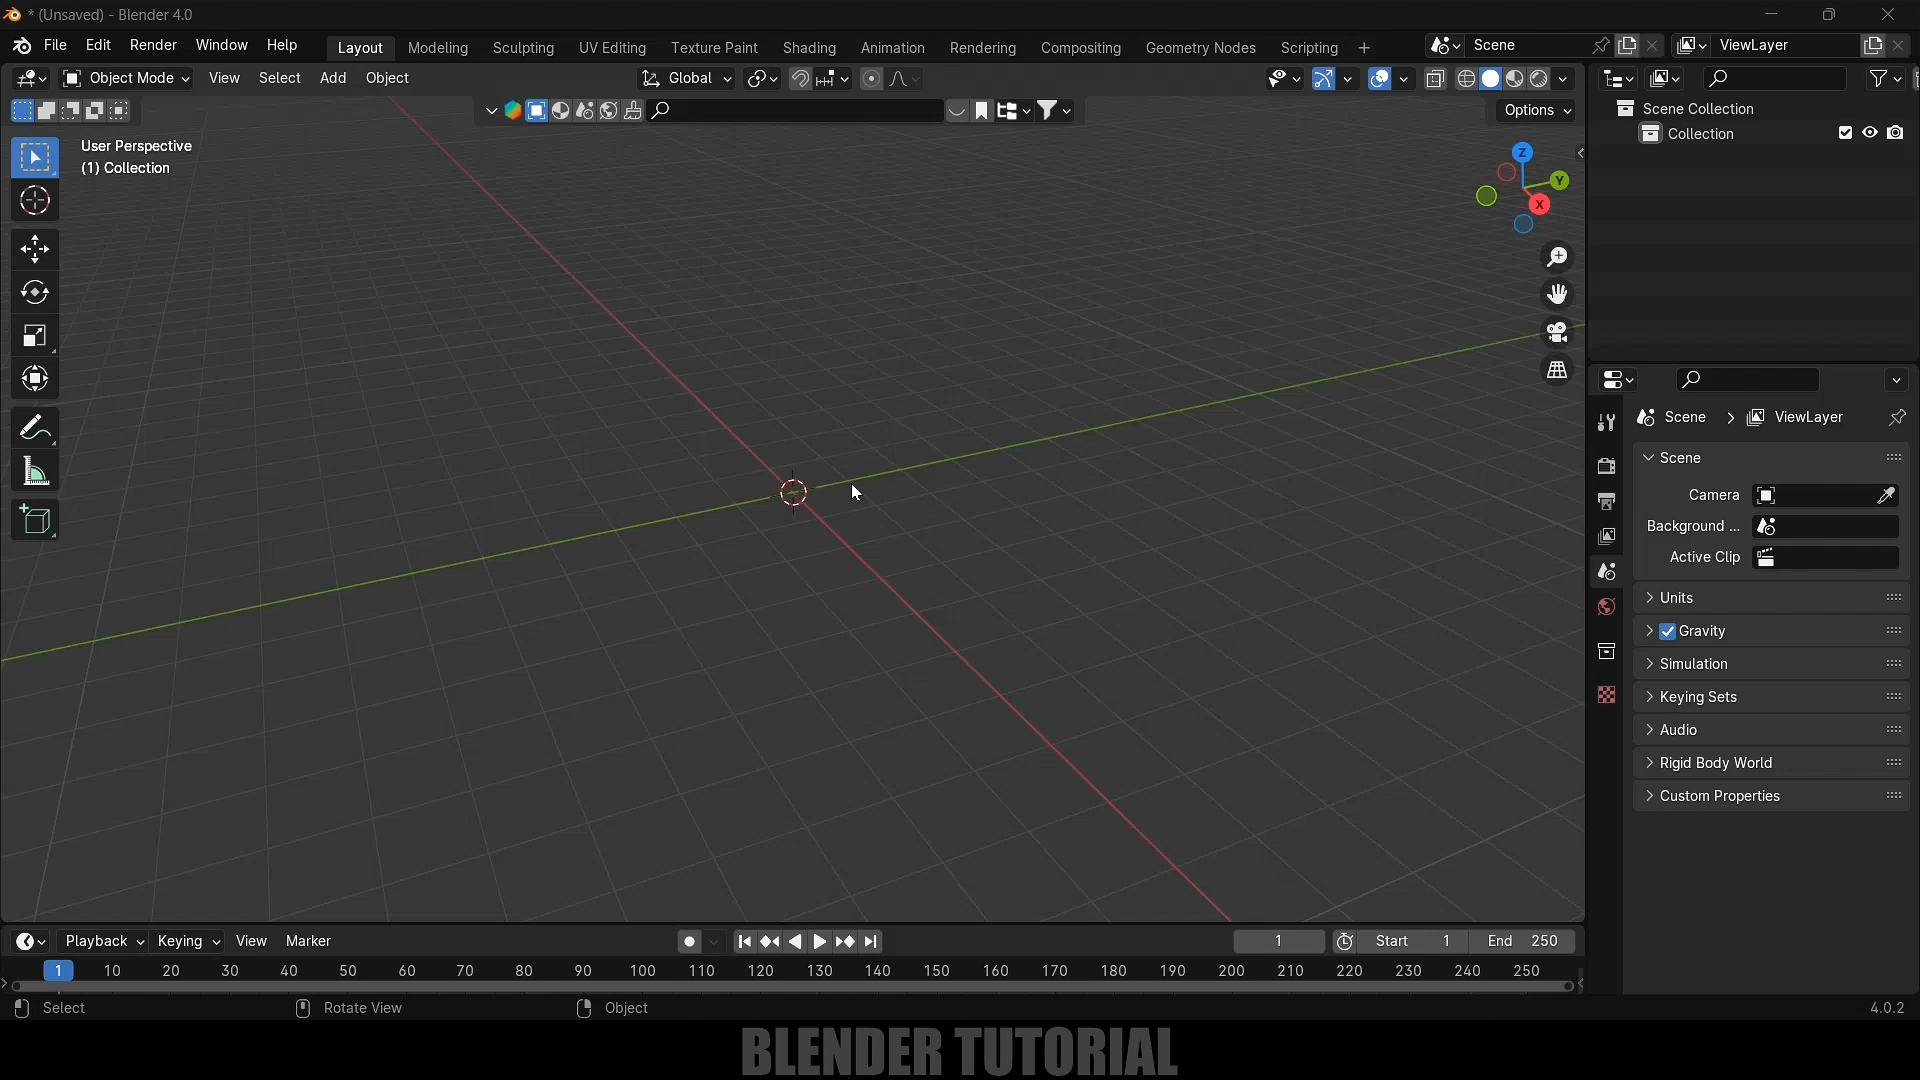 * (Unsaved) - Blender 4.0
File Edit Render Window Help Layout Modeling Sculpting UV Editing Texture Paint Shading Animation Rendering Compositing Geometry Nodes Scripting + Scene ViewLayer
Object Mode View Select Add Object Global
Options
User Perspective
(1) Collection
Z
Y
X
Scene Collection
Collection
Scene > ViewLayer
Scene
Camera
Background ...
Active Clip
Units
Gravity
Simulation
Keying Sets
Audio
Rigid Body World
Custom Properties
Playback Keying View Marker 1 Start 1 End 250
1 10 20 30 40 50 60 70 80 90 100 110 120 130 140 150 160 170 180 190 200 210 220 230 240 250
Select Rotate View Object 4.0.2
BLENDER TUTORIAL